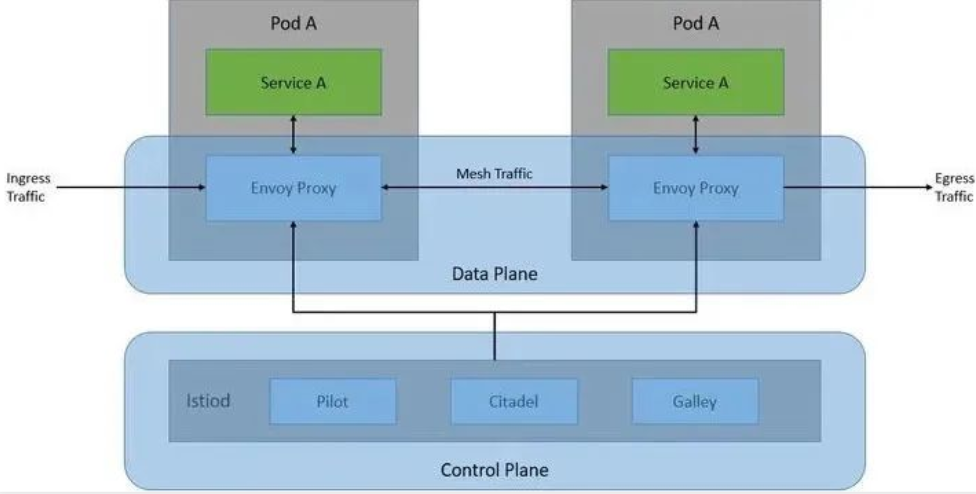 Pod A
Pod A
Service A
Service A
Ingress
Traffic
Envoy Proxy
Mesh Traffic
Envoy Proxy
Egress
Traffic
Data Plane
Istiod
Pilot
Citadel
Galley
Control Plane